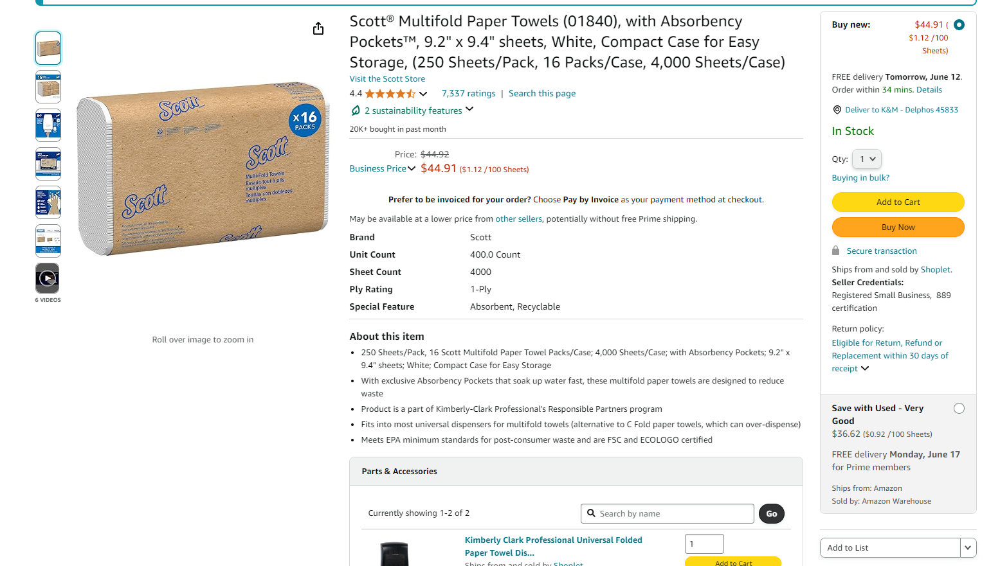 Scott® Multifold Paper Towels (01840), with Absorbency
Pockets™, 9.2" x 9.4" sheets, White, Compact Case for Easy
Storage, (250 Sheets/Pack, 16 Packs/Case, 4,000 Sheets/Case)
Visit the Scott Store
4.4
7,337 ratings | Search this page
2 sustainability features
20K+ bought in past month
Price: $44.92
Business Price $44.91 ($1.12 /100 Sheets)
Prefer to be invoiced for your order? Choose Pay by Invoice as your payment method at checkout.
May be available at a lower price from other sellers, potentially without free Prime shipping.
Brand Scott
Unit Count 400.0 Count
Sheet Count 4000
Ply Rating 1-Ply
Special Feature Absorbent, Recyclable
About this item
• 250 Sheets/Pack, 16 Scott Multifold Paper Towel Packs/Case; 4,000 Sheets/Case; with Absorbency Pockets; 9.2" x
9.4" sheets; White; Compact Case for Easy Storage
• With exclusive Absorbency Pockets that soak up water fast, these multifold paper towels are designed to reduce
waste
• Product is a part of Kimberly-Clark Professional's Responsible Partners program
• Fits into most universal dispensers for multifold towels (alternative to C Fold paper towels, which can over-dispense)
• Meets EPA minimum standards for post-consumer waste and are FSC and ECOLOGO certified
Parts & Accessories
Currently showing 1-2 of 2
Search by name
Go
Kimberly Clark Professional Universal Folded
Paper Towel Dis...
Ships from and sold by Shoplet
1
Add to Cart
Scott
x16
PACKS
Scott
Multi-Fold Towels
Essuie-tout à plis
multiples
Toallas con dobleces
múltiples
Scott
Scott
6 VIDEOS
Roll over image to zoom in
Buy new:
$44.91 (
$1.12 /100
Sheets)
FREE delivery Tomorrow, June 12.
Order within 34 mins. Details
Deliver to K&M - Delphos 45833
In Stock
Qty: 1
Buying in bulk?
Add to Cart
Buy Now
Secure transaction
Ships from and sold by Shoplet.
Seller Credentials:
Registered Small Business, 889
certification
Return policy:
Eligible for Return, Refund or
Replacement within 30 days of
receipt
Save with Used - Very
Good
$36.62 ($0.92 /100 Sheets)
FREE delivery Monday, June 17
for Prime members
Ships from: Amazon
Sold by: Amazon Warehouse
Add to List